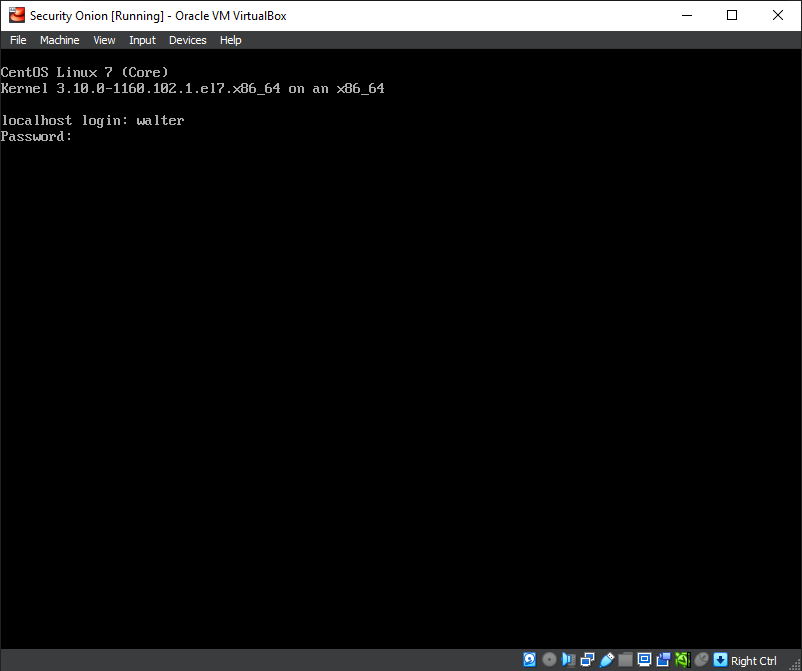 Security Onion [Running] - Oracle VM VirtualBox
File Machine View Input Devices Help
CentOS Linux 7 (Core)
Kernel 3.10.0-1160.102.1.el7.x86_64 on an x86_64
localhost login: walter
Password:
Right Ctrl